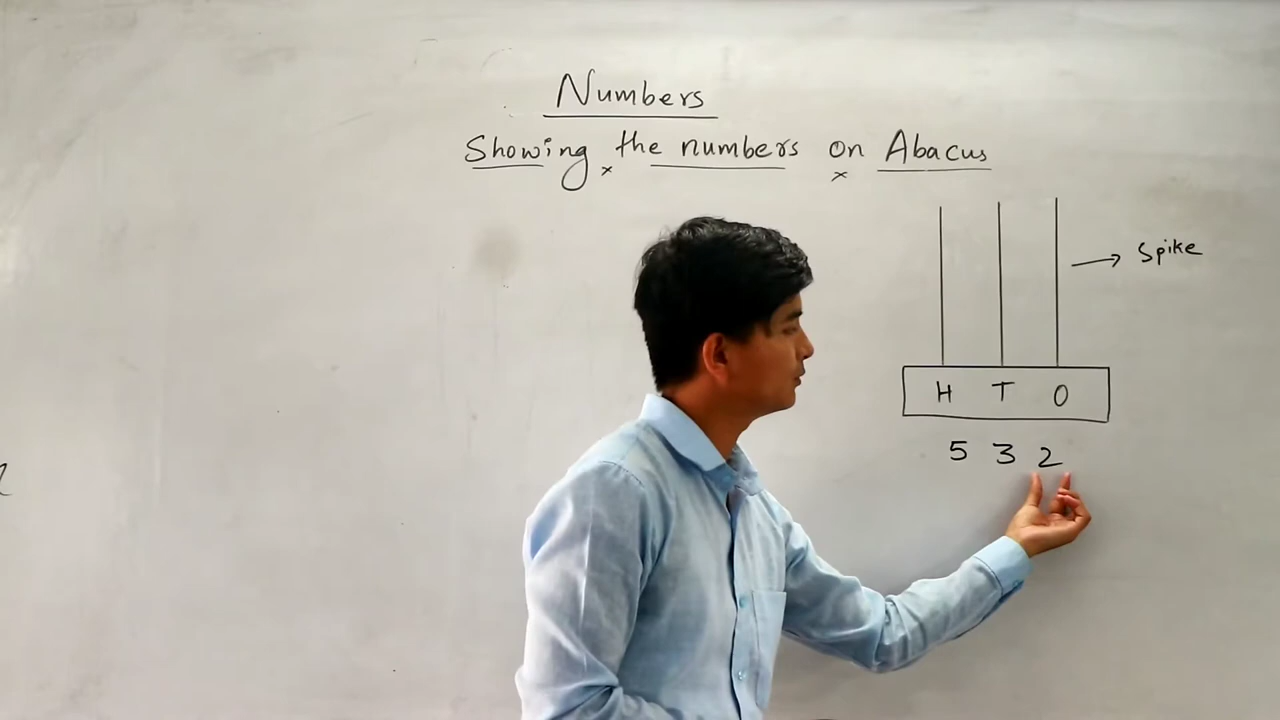 Numbers
Showing the numbers on Abacus
x x
Spike
H T O
5 3 2